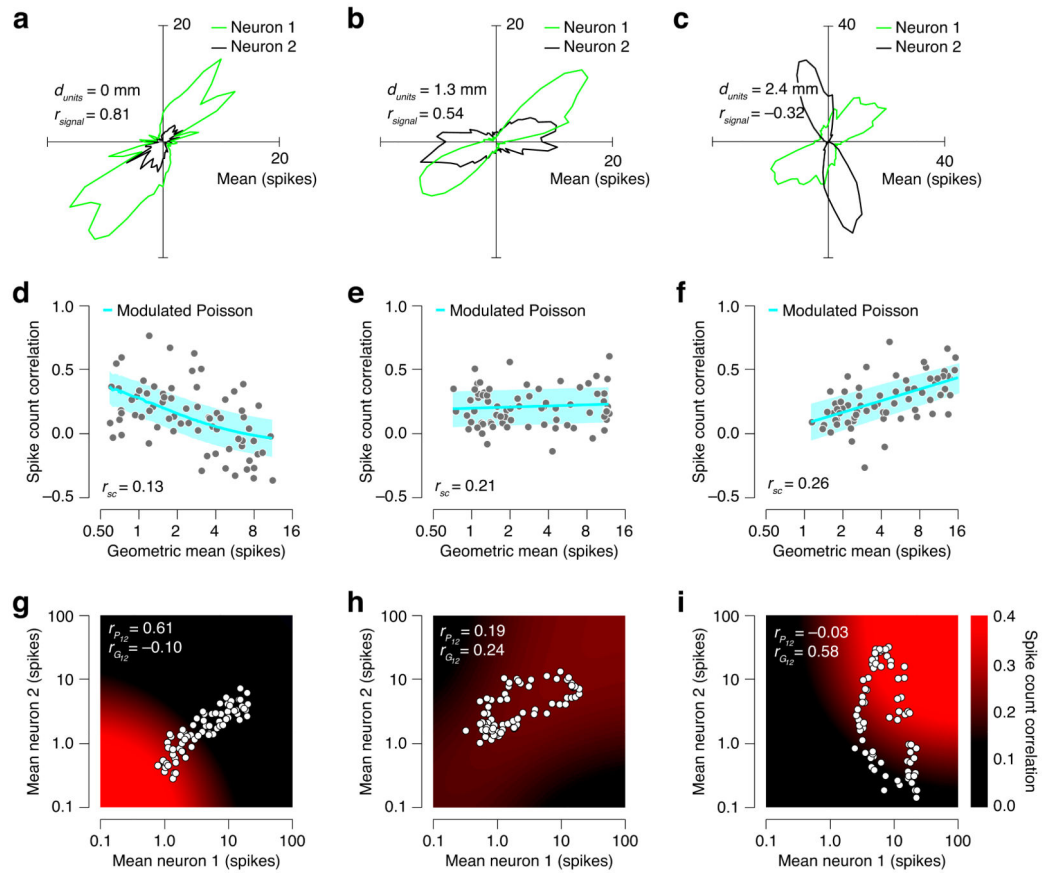 a
20
Neuron 1
Neuron 2
d_units = 0 mm
r_signal = 0.81
20
Mean (spikes)
b
20
Neuron 1
Neuron 2
d_units = 1.3 mm
r_signal = 0.54
20
Mean (spikes)
c
40
Neuron 1
Neuron 2
d_units = 2.4 mm
r_signal = −0.32
40
Mean (spikes)
d
Spike count correlation
1.0
0.5
0.0
−0.5
Modulated Poisson
r_sc = 0.13
0.50 1 2 4 8 16
Geometric mean (spikes)
e
Spike count correlation
1.0
0.5
0.0
−0.5
Modulated Poisson
r_sc = 0.21
0.50 1 2 4 8 16
Geometric mean (spikes)
f
Spike count correlation
1.0
0.5
0.0
−0.5
Modulated Poisson
r_sc = 0.26
0.50 1 2 4 8 16
Geometric mean (spikes)
g
Mean neuron 2 (spikes)
100
10
1.0
0.1
r_P12 = 0.61
r_G12 = −0.10
0.1 1.0 10 100
Mean neuron 1 (spikes)
h
Mean neuron 2 (spikes)
100
10
1.0
0.1
r_P12 = 0.19
r_G12 = 0.24
0.1 1.0 10 100
Mean neuron 1 (spikes)
i
Mean neuron 2 (spikes)
100
10
1.0
0.1
r_P12 = −0.03
r_G12 = 0.58
0.1 1.0 10 100
Mean neuron 1 (spikes)
0.4
0.3
0.2
0.1
0.0
Spike count correlation